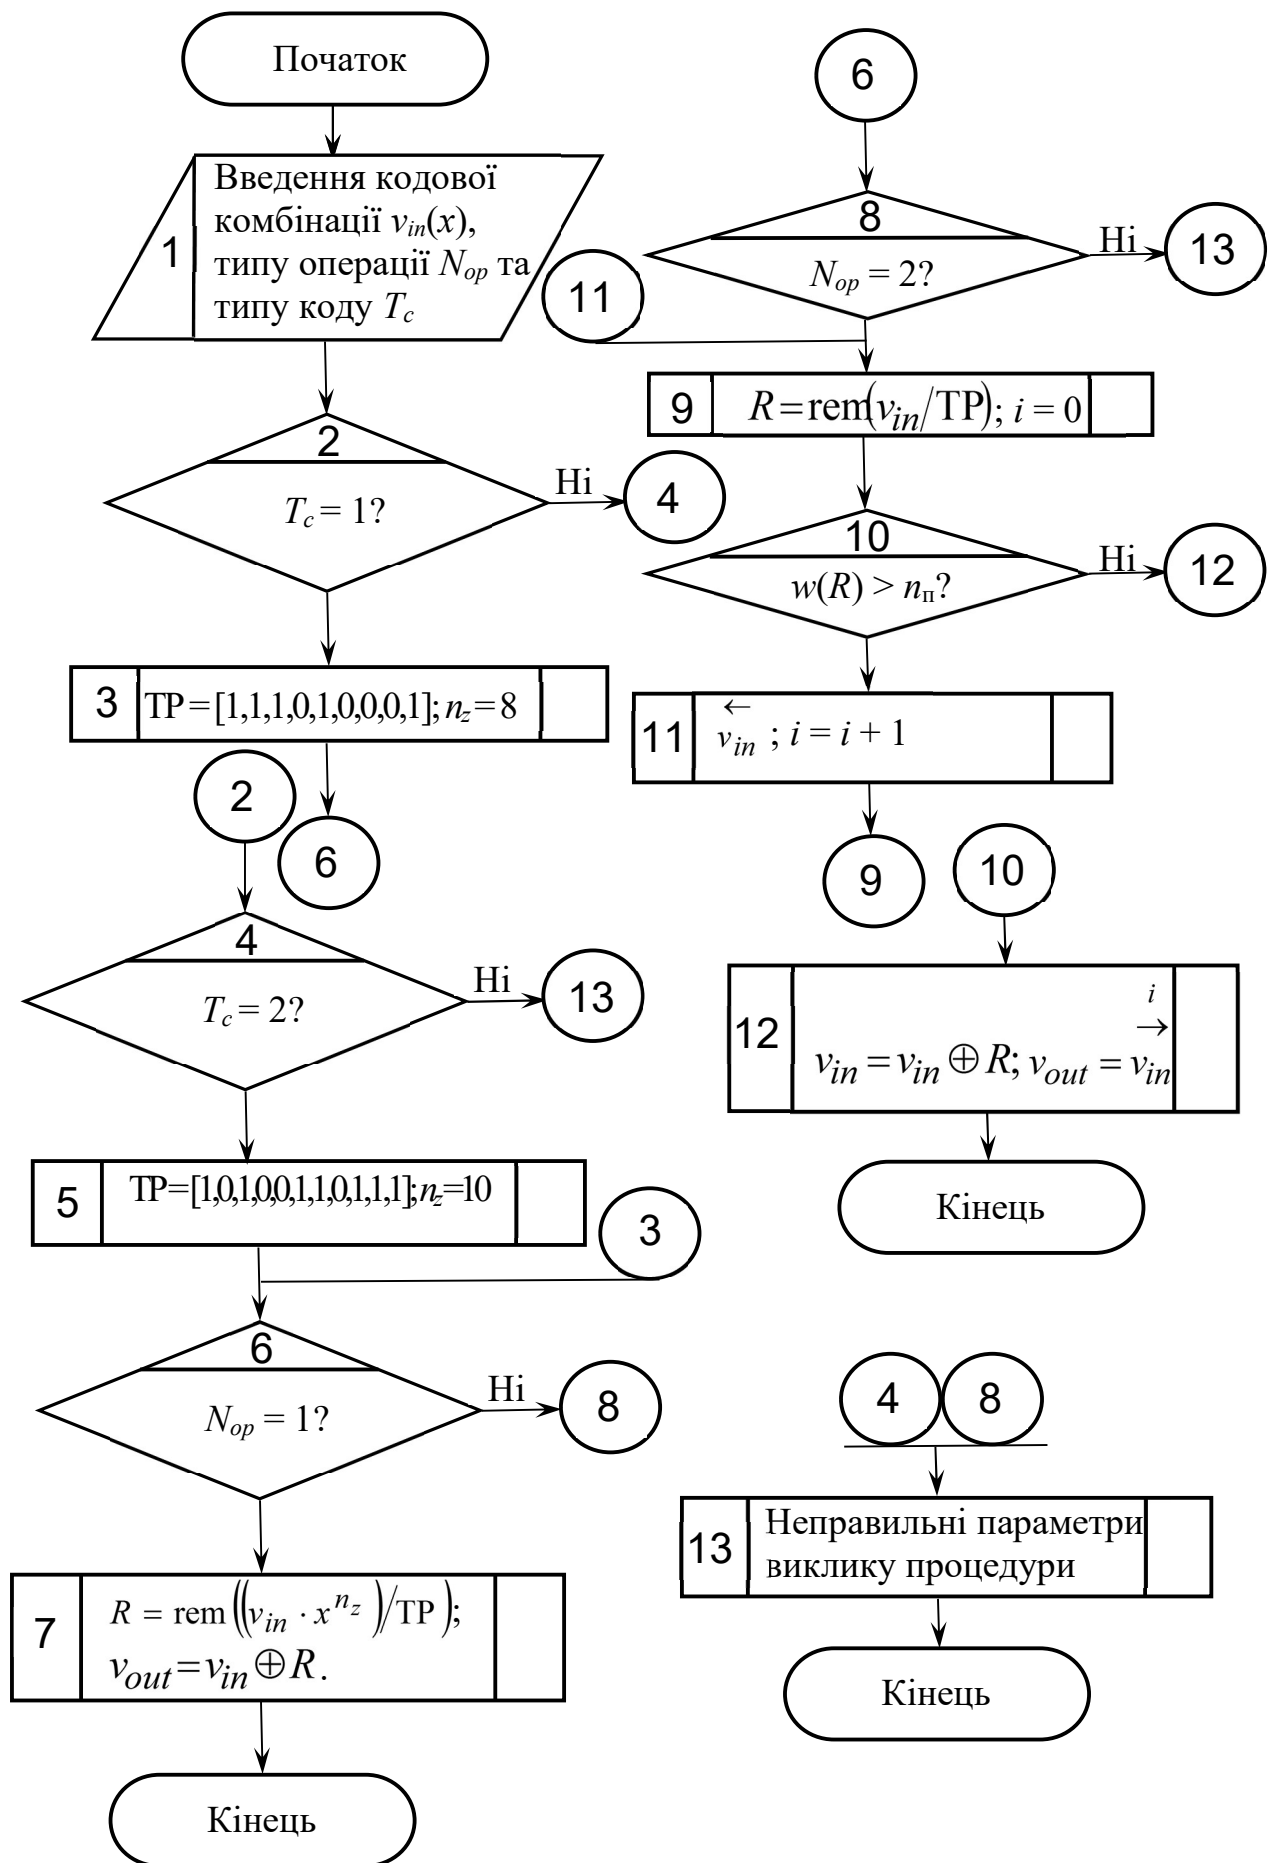 Початок
1
Введення кодової
комбінації v_in(x),
типу операції N_op та
типу коду T_c
2
T_c = 1?
Ні
4
3
TP=[1,1,1,0,1,0,0,0,1]; n_z=8
2
6
4
T_c = 2?
Ні
13
5
TP=[1,0,1,0,0,1,1,0,1,1,1]; n_z=10
3
6
N_op = 1?
Ні
8
7
R = rem((v_in · x^{n_z})/TP);
v_out = v_in ⊕ R.
Кінець
6
8
N_op = 2?
Ні
13
11
9
R = rem(v_in/TP); i = 0
10
w(R) > n_п?
Ні
12
11
←
v_in ; i = i + 1
9
10
12
i
→
v_in = v_in ⊕ R; v_out = v_in
Кінець
4
8
13
Неправильні параметри
виклику процедури
Кінець